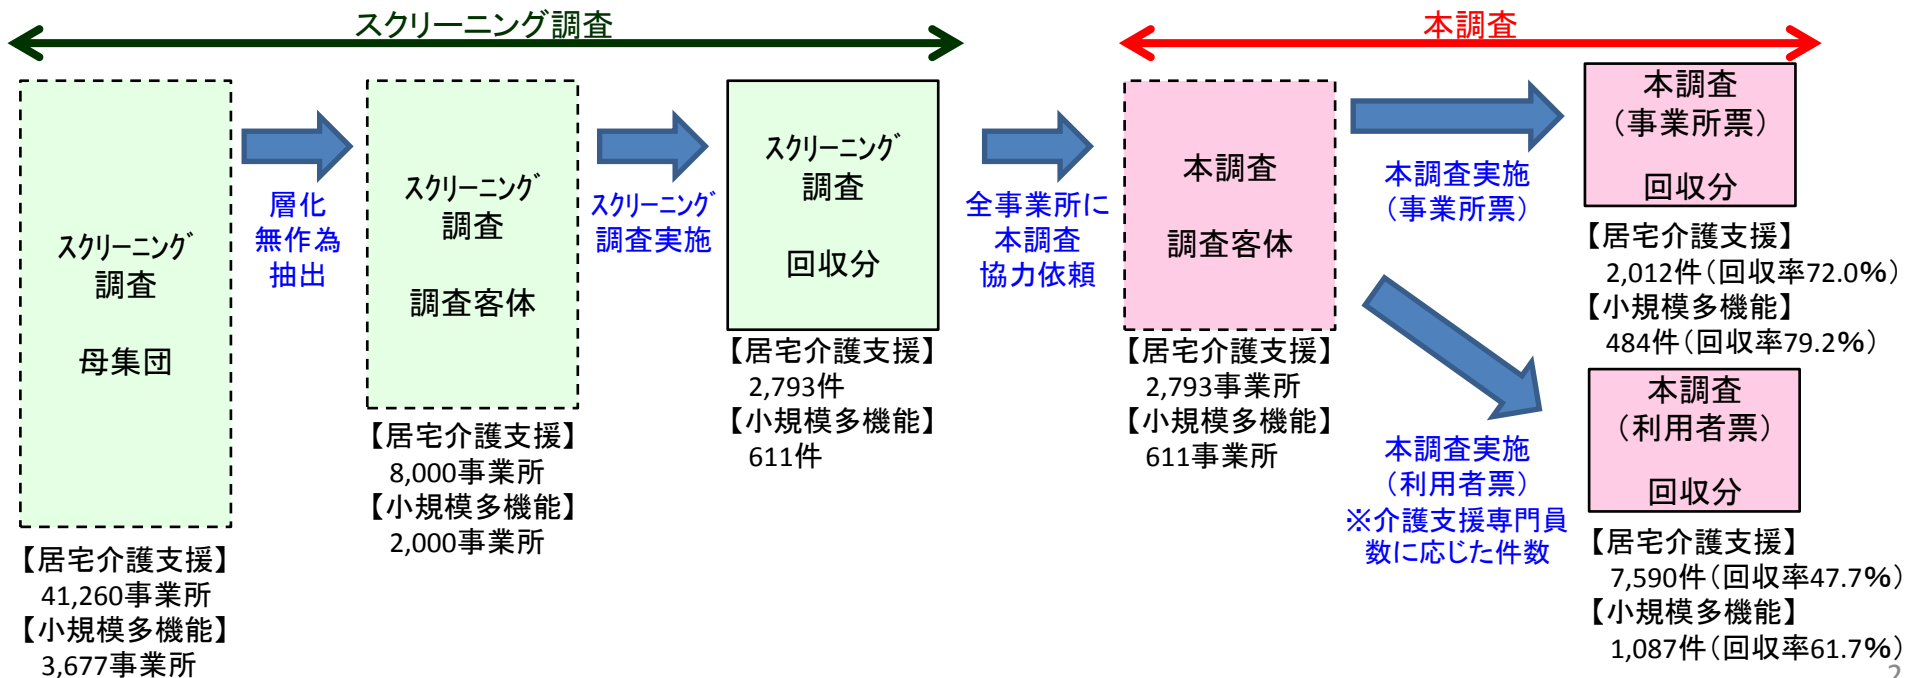 スクリーニング調査
本調査
スクリーニング
調査
母集団
【居宅介護支援】
41,260事業所
【小規模多機能】
3,677事業所
層化
無作為
抽出
スクリーニング
調査
調査客体
【居宅介護支援】
8,000事業所
【小規模多機能】
2,000事業所
スクリーニング
調査実施
スクリーニング
調査
回収分
【居宅介護支援】
2,793件
【小規模多機能】
611件
全事業所に
本調査
協力依頼
本調査
調査客体
【居宅介護支援】
2,793事業所
【小規模多機能】
611事業所
本調査実施
（事業所票）
本調査
（事業所票）
回収分
【居宅介護支援】
2,012件（回収率72.0％）
【小規模多機能】
484件（回収率79.2％）
本調査実施
（利用者票）
※介護支援専門員
数に応じた件数
本調査
（利用者票）
回収分
【居宅介護支援】
7,590件（回収率47.7％）
【小規模多機能】
1,087件（回収率61.7％）
2